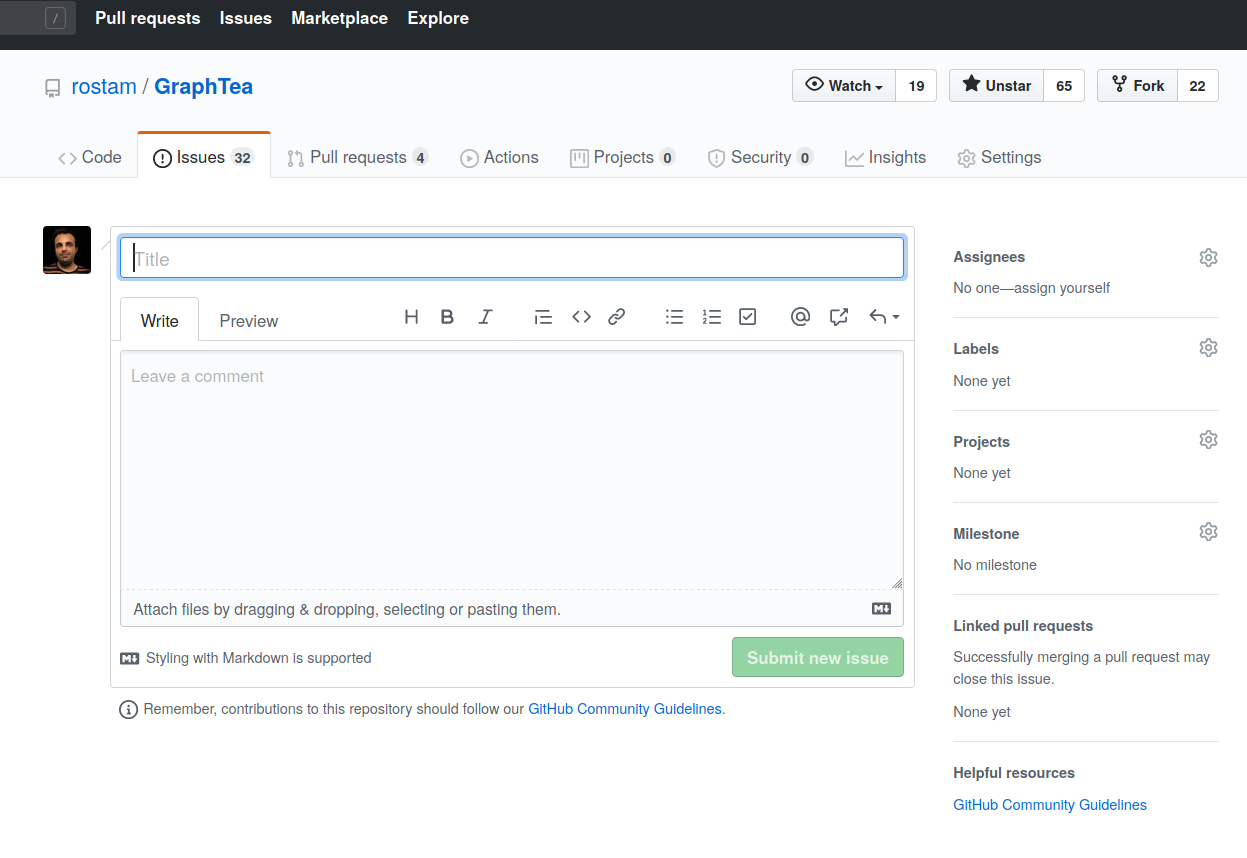 / Pull requests Issues Marketplace Explore
rostam / GraphTea Watch 19 Unstar 65 Fork 22
Code Issues 32 Pull requests 4 Actions Projects 0 Security 0 Insights Settings
Title
Write Preview
Leave a comment
Attach files by dragging & dropping, selecting or pasting them.
Styling with Markdown is supported Submit new issue
Remember, contributions to this repository should follow our GitHub Community Guidelines.
Assignees
No one—assign yourself
Labels
None yet
Projects
None yet
Milestone
No milestone
Linked pull requests
Successfully merging a pull request may
close this issue.
None yet
Helpful resources
GitHub Community Guidelines